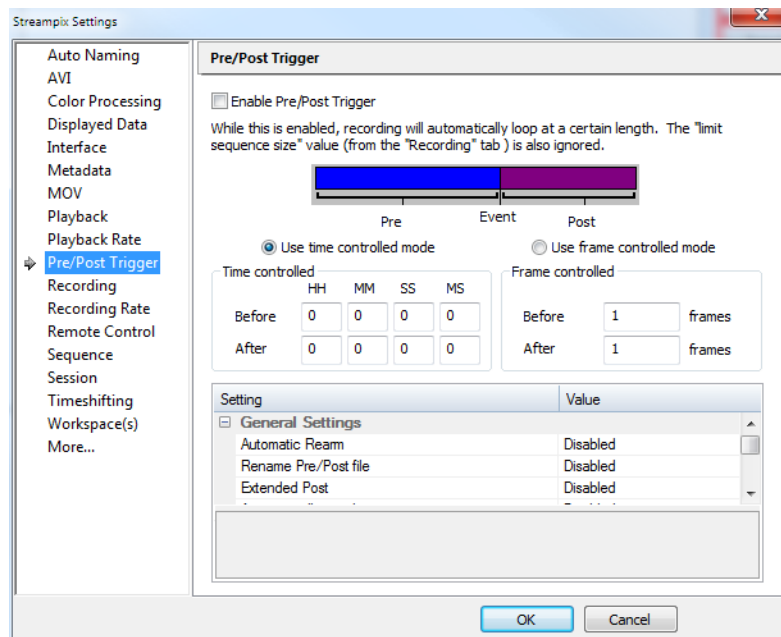 Streampix Settings
Auto Naming
AVI
Color Processing
Displayed Data
Interface
Metadata
MOV
Playback
Playback Rate
Pre/Post Trigger
Recording
Recording Rate
Remote Control
Sequence
Session
Timeshifting
Workspace(s)
More...
Pre/Post Trigger
Enable Pre/Post Trigger
While this is enabled, recording will automatically loop at a certain length. The "limit
sequence size" value (from the "Recording" tab ) is also ignored.
Pre Event Post
Use time controlled mode Use frame controlled mode
Time controlled
HH MM SS MS
Before 0 0 0 0
After 0 0 0 0
Frame controlled
Before 1 frames
After 1 frames
Setting Value
General Settings
Automatic Rearm Disabled
Rename Pre/Post file Disabled
Extended Post Disabled
OK Cancel